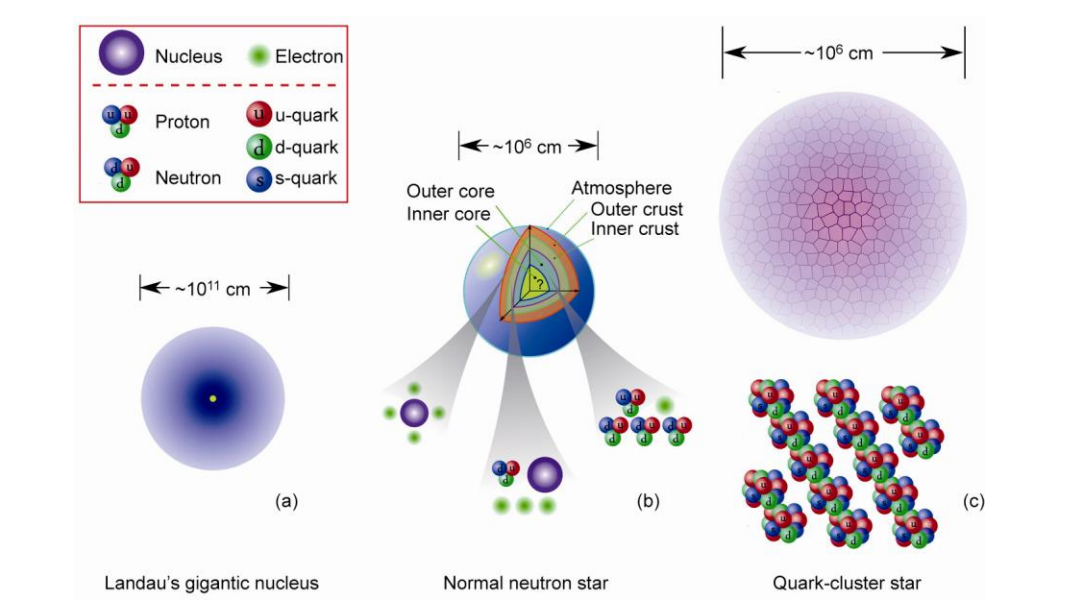 Nucleus
Electron
u u d
Proton
u u-quark
d d-quark
d u d
Neutron
s s-quark
~10⁶ cm
~10⁶ cm
Outer core
Inner core
Atmosphere
Outer crust
Inner crust
?
~10¹¹ cm
(a)
(b)
(c)
Landau's gigantic nucleus
Normal neutron star
Quark-cluster star